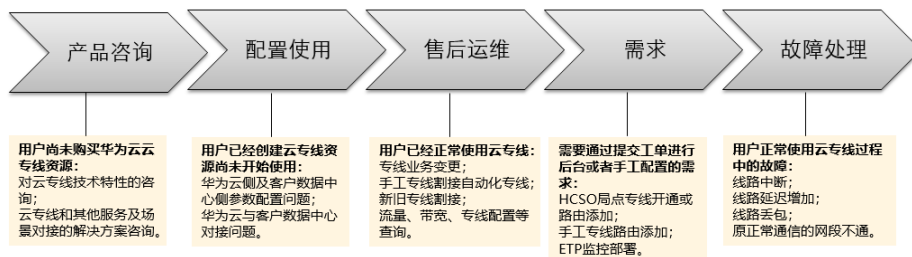 产品咨询
配置使用
售后运维
需求
故障处理
用户尚未购买华为云云
专线资源：
对云专线技术特性的咨
询；
云专线和其他服务及场
景对接的解决方案咨询。
用户已经创建云专线资
源尚未开始使用：
华为云侧及客户数据中
心侧参数配置问题；
华为云与客户数据中心
对接问题。
用户已经正常使用云专线：
专线业务变更；
手工专线割接自动化专线；
新旧专线割接；
流量、带宽、专线配置等
查询。
需要通过提交工单进行
后台或者手工配置的需
求：
HCSO局点专线开通或
路由添加；
手工专线路由添加；
ETP监控部署。
用户正常使用云专线过程
中的故障：
线路中断；
线路延迟增加；
线路丢包；
原正常通信的网段不通。